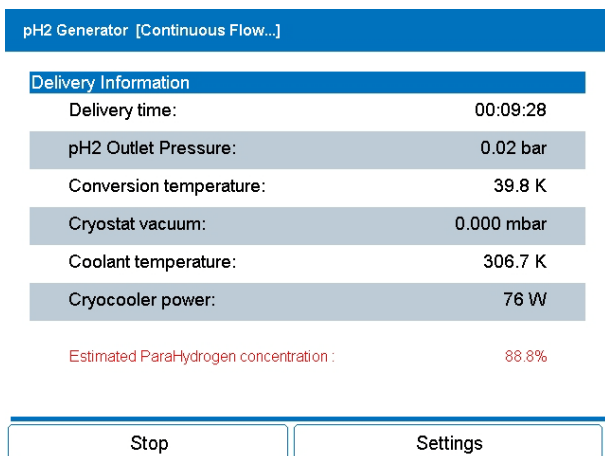 pH2 Generator [Continuous Flow...]
Delivery Information
Delivery time: 00:09:28
pH2 Outlet Pressure: 0.02 bar
Conversion temperature: 39.8 K
Cryostat vacuum: 0.000 mbar
Coolant temperature: 306.7 K
Cryocooler power: 76 W
Estimated ParaHydrogen concentration : 88.8%
Stop Settings